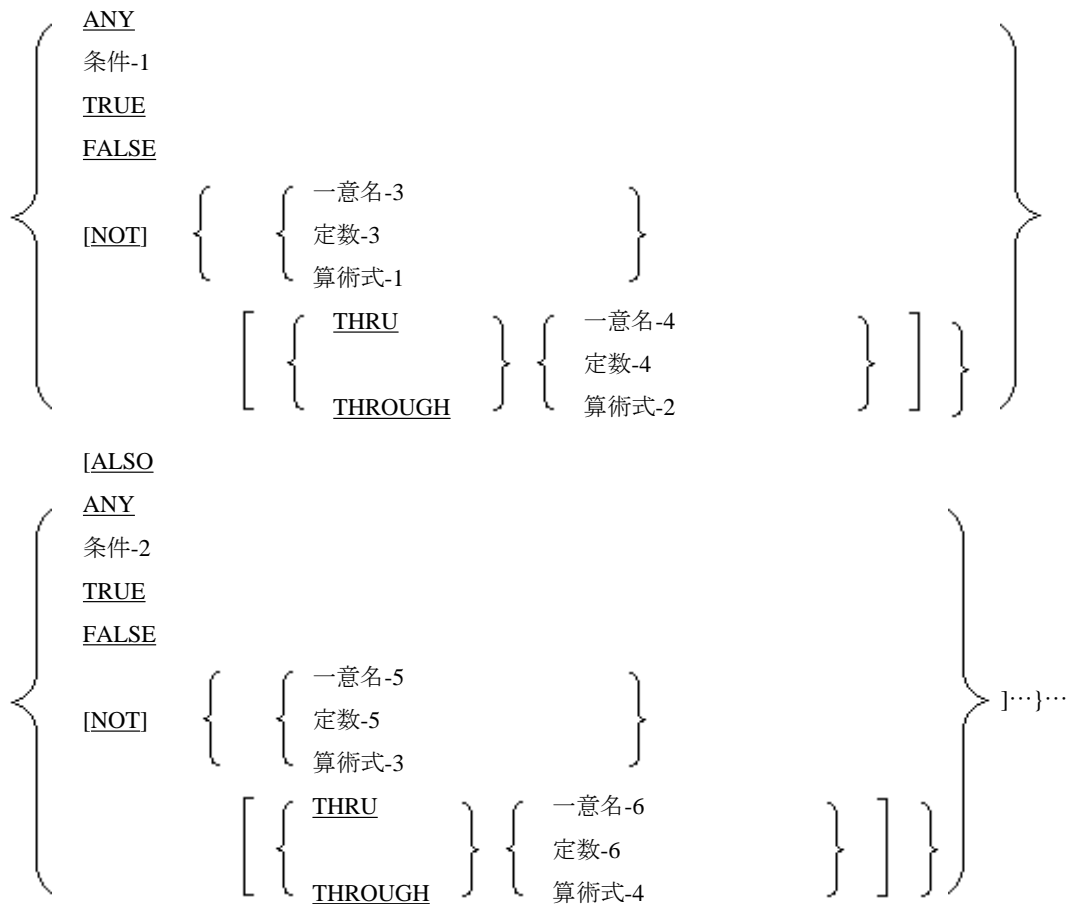 ANY
条件-1
TRUE
FALSE
一意名-3
[NOT] 定数-3
算術式-1
THRU 一意名-4
定数-4
THROUGH 算術式-2
[ALSO
ANY
条件-2
TRUE
FALSE
一意名-5
[NOT] 定数-5 ]…}…
算術式-3
THRU 一意名-6
定数-6
THROUGH 算術式-4